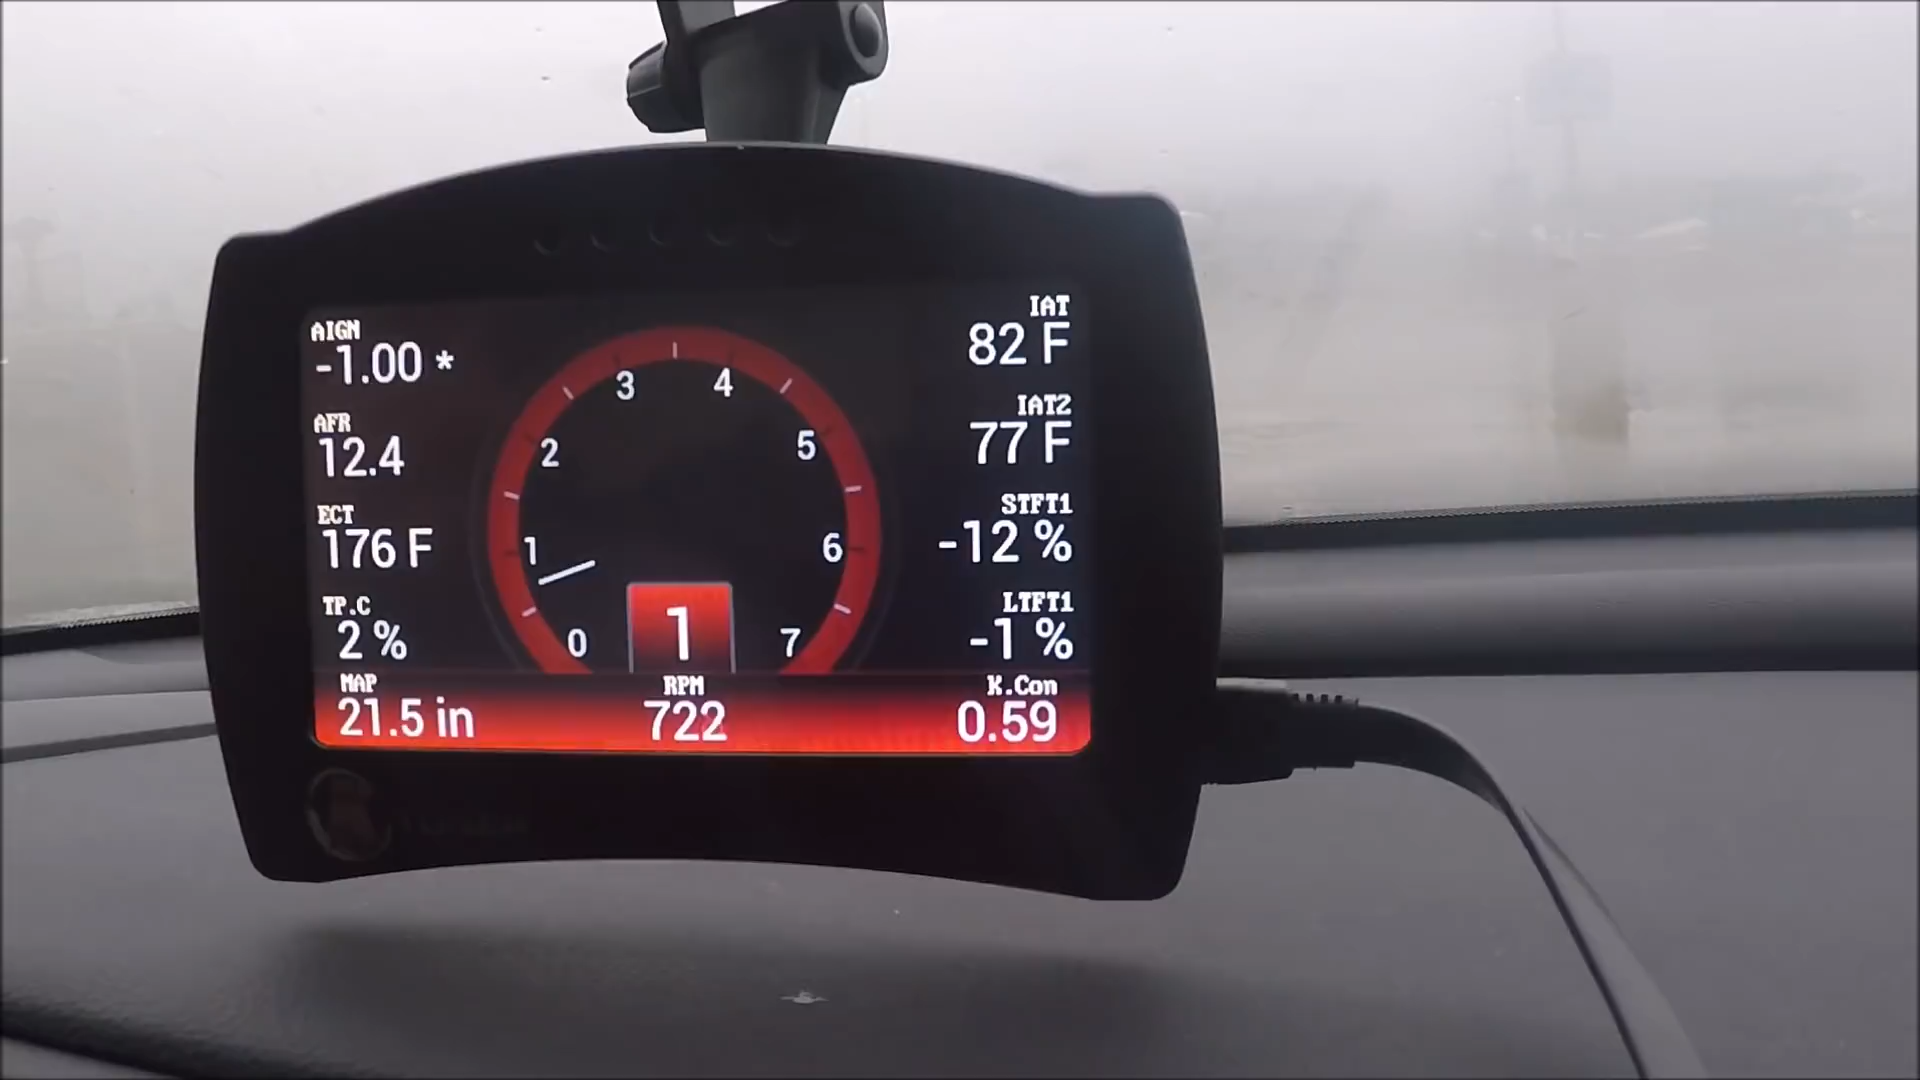 AIGN
-1.00 *
AFR
12.4
ECT
176 F
TP.C
2 %
MAP
21.5 in
0
1
2
3
4
5
6
7
1
RPM
722
IAT
82 F
IAT2
77 F
STFT1
-12 %
LTFT1
-1 %
K.Con
0.59